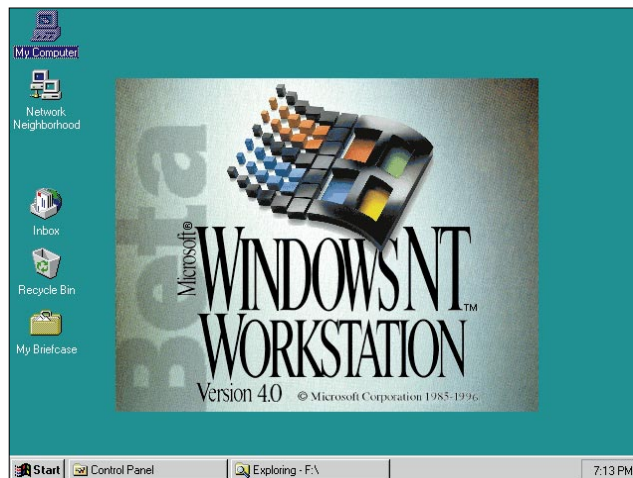 My Computer
Network
Neighborhood
Inbox
Recycle Bin
My Briefcase
Beta
Microsoft®
WINDOWS NT™
WORKSTATION
Version 4.0 © Microsoft Corporation 1985-1996
Start
Control Panel
Exploring - F:\
7:13 PM